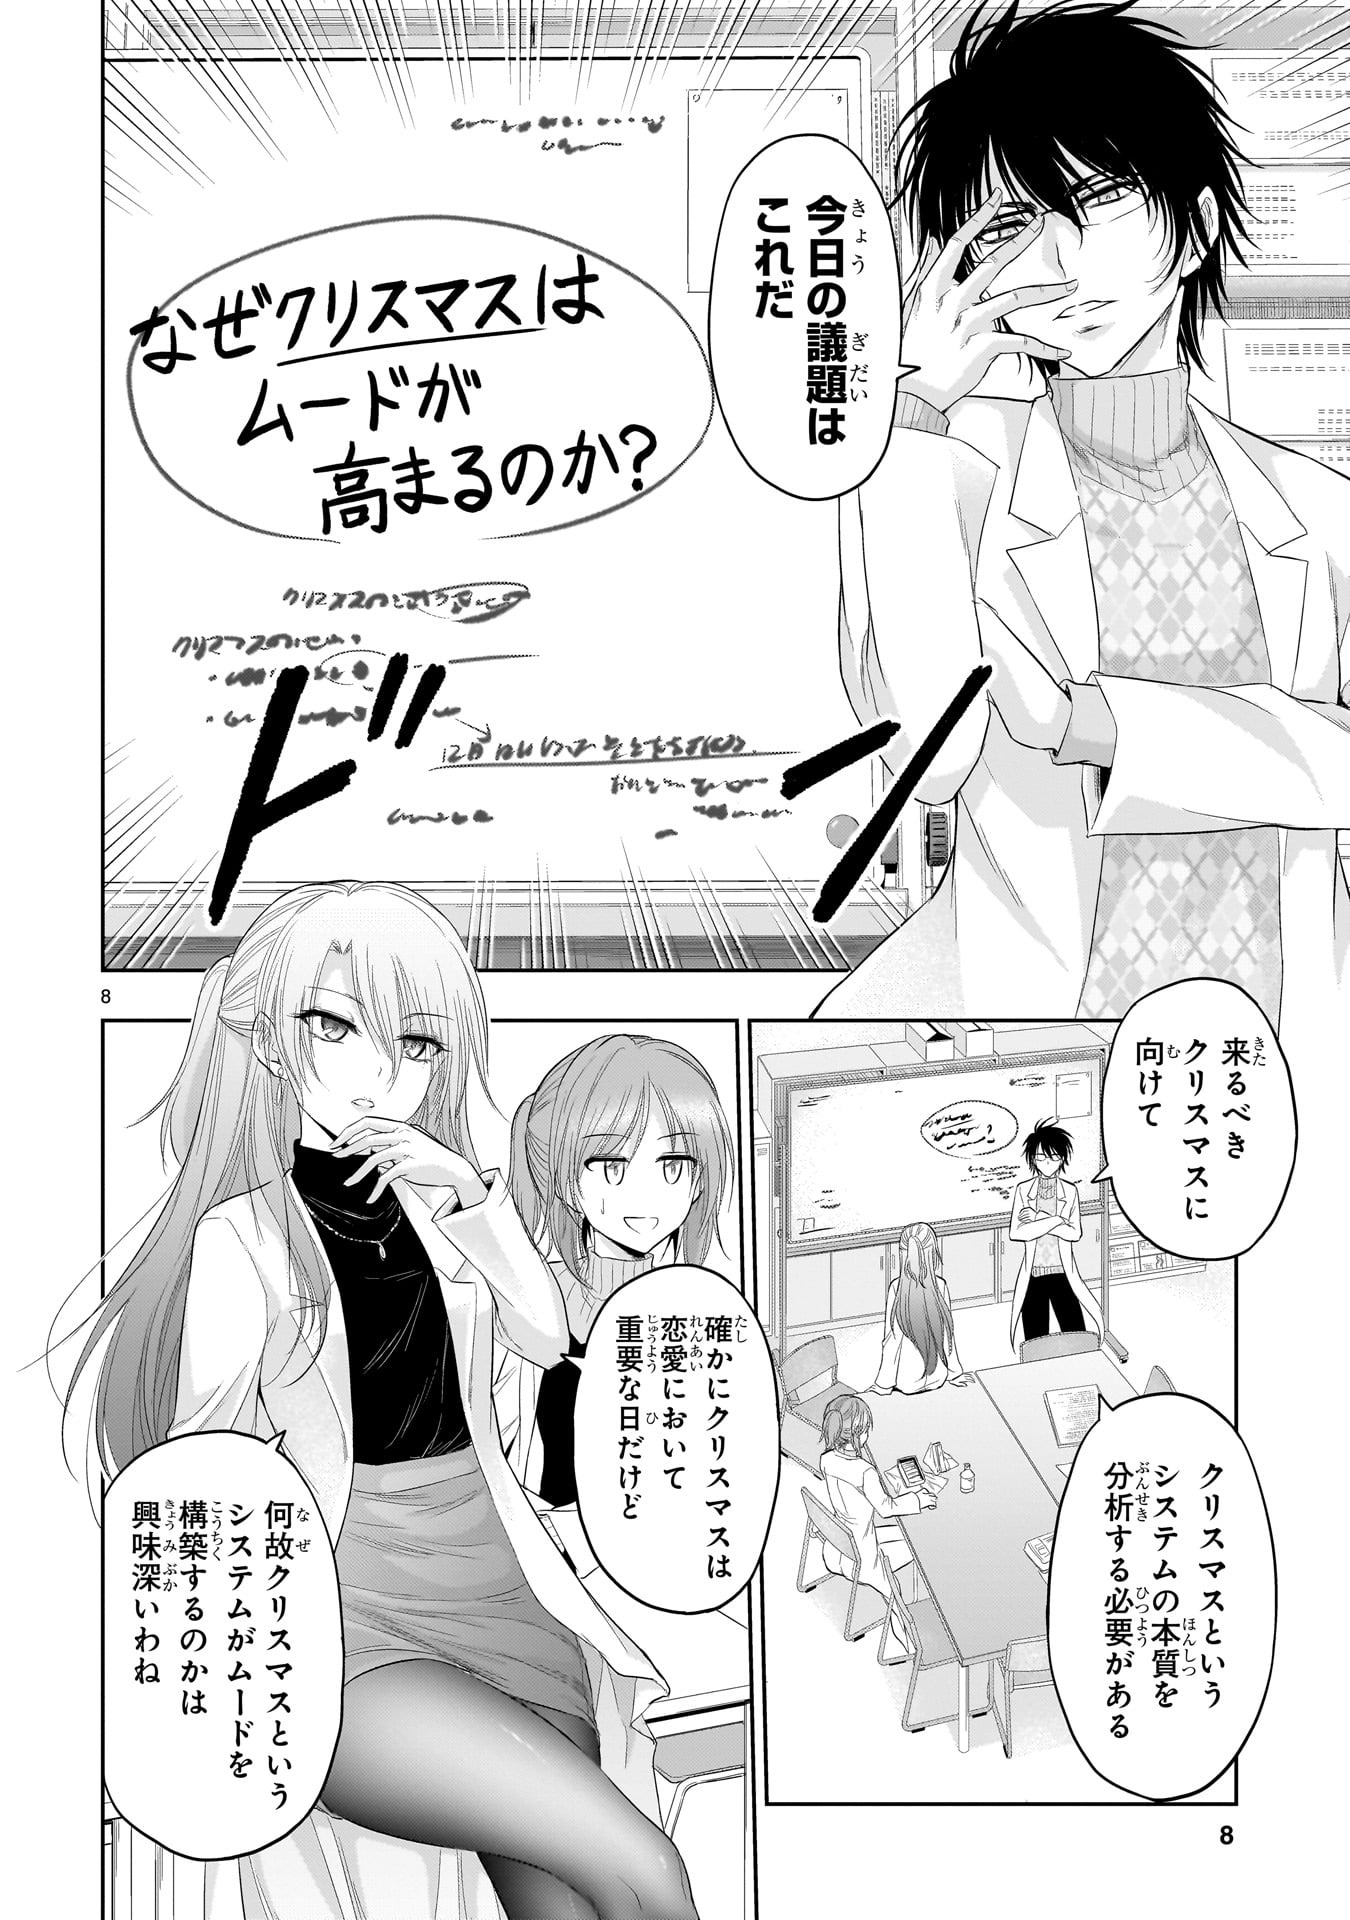 今日の議題は
これだ
なぜクリスマスは
ムードが
高まるのか?
ドドン
8
来るべき
クリスマスに
向けて
クリスマスという
システムの本質を
分析する必要がある
確かにクリスマスは
恋愛において
重要な日だけど
何故クリスマスという
システムがムードを
構築するのかは
興味深いわね
8